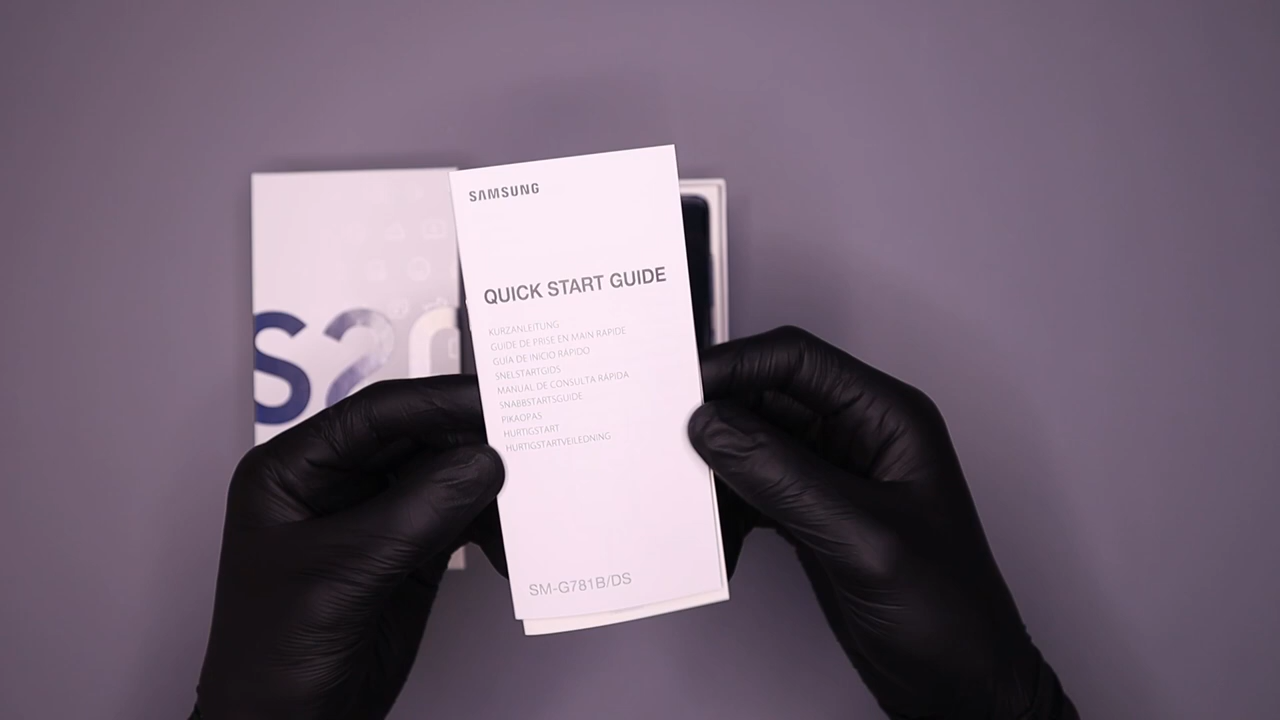 SAMSUNG
QUICK START GUIDE
KURZANLEITUNG
GUIDE DE PRISE EN MAIN RAPIDE
GUÍA DE INICIO RÁPIDO
SNELSTARTGIDS
MANUAL DE CONSULTA RÁPIDA
SNABBSTARTSGUIDE
PIKAOPAS
HURTIGSTART
HURTIGSTARTVEILEDNING
SM-G781B/DS
S20